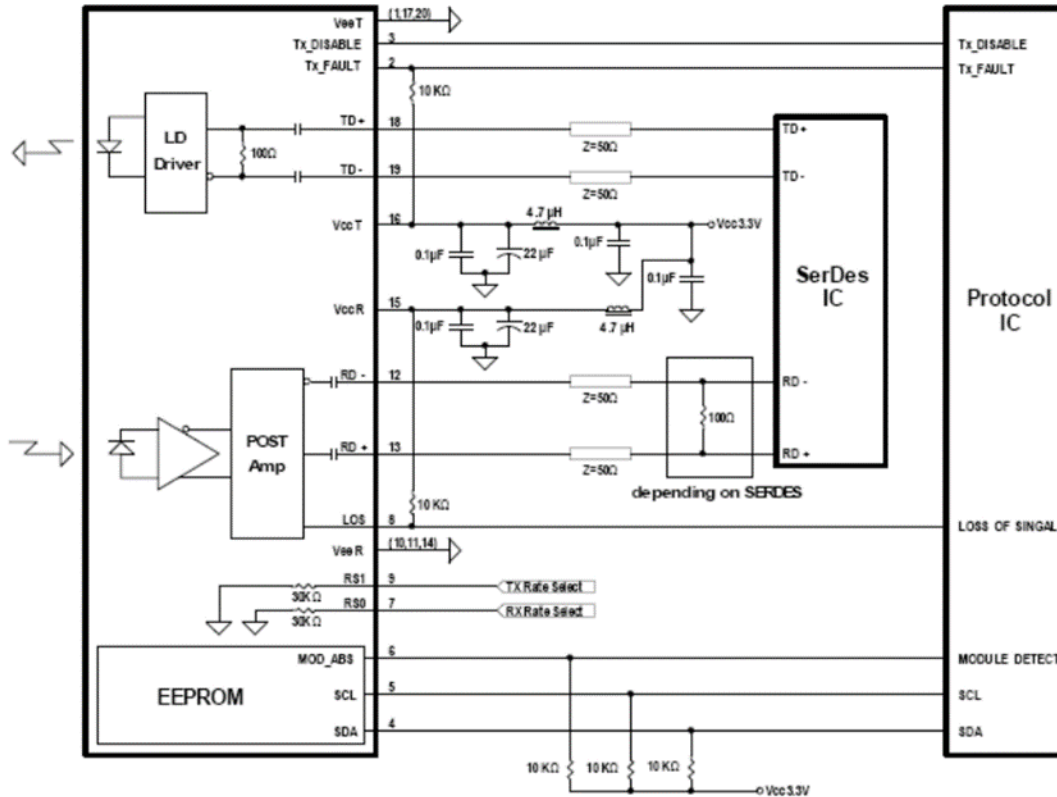 VeeT (1,17,20)
Tx_DISABLE 3 Tx_DISABLE
Tx_FAULT 2 Tx_FAULT
10 KΩ
LD
Driver
100Ω
TD+ 18 Z=50Ω TD+
TD- 19 Z=50Ω TD-
VccT 16 4.7 µH Vcc3.3V
0.1µF 22 µF 0.1µF 0.1µF
SerDes
IC
Protocol
IC
VccR 15
0.1µF 22 µF 4.7 µH
RD - 12 Z=50Ω RD -
100Ω
POST
Amp
RD + 13 Z=50Ω RD +
depending on SERDES
10 KΩ
LOS 8 LOSS OF SINGAL
VeeR (10,11,14)
RS1 9 TX Rate Select
30KΩ
RS0 7 RX Rate Select
30KΩ
EEPROM
MOD_ABS 6 MODULE DETECT
SCL 5 SCL
SDA 4 SDA
10 KΩ 10 KΩ 10 KΩ
Vcc3.3V